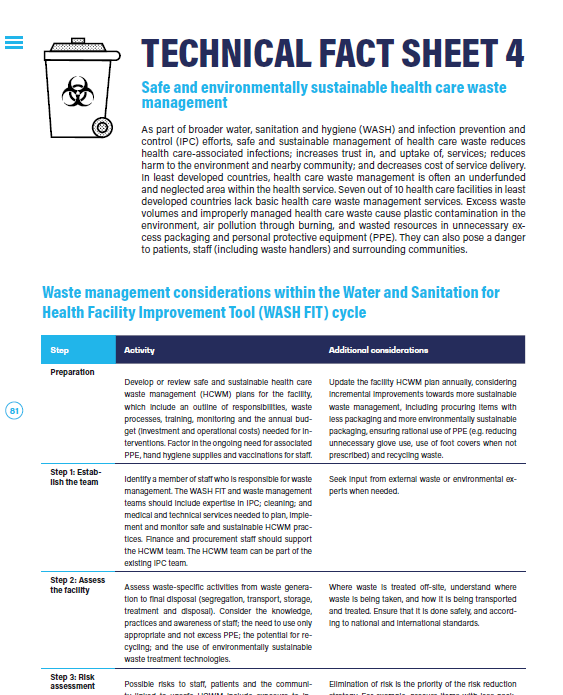 TECHNICAL FACT SHEET 4
Safe and environmentally sustainable health care waste
management
As part of broader water, sanitation and hygiene (WASH) and infection prevention and
control (IPC) efforts, safe and sustainable management of health care waste reduces
health care-associated infections; increases trust in, and uptake of, services; reduces
harm to the environment and nearby community; and decreases cost of service delivery.
In least developed countries, health care waste management is often an underfunded
and neglected area within the health service. Seven out of 10 health care facilities in least
developed countries lack basic health care waste management services. Excess waste
volumes and improperly managed health care waste cause plastic contamination in the
environment, air pollution through burning, and wasted resources in unnecessary ex-
cess packaging and personal protective equipment (PPE). They can also pose a danger
to patients, staff (including waste handlers) and surrounding communities.
Waste management considerations within the Water and Sanitation for
Health Facility Improvement Tool (WASH FIT) cycle
Step
Activity
Additional considerations
Preparation
Develop or review safe and sustainable health care
waste management (HCWM) plans for the facility,
which include an outline of responsibilities, waste
processes, training, monitoring and the annual bud-
get (investment and operational costs) needed for in-
terventions. Factor in the ongoing need for associated
PPE, hand hygiene supplies and vaccinations for staff.
Update the facility HCWM plan annually, considering
incremental improvements towards more sustainable
waste management, including procuring items with
less packaging and more environmentally sustainable
packaging, ensuring rational use of PPE (e.g. reducing
unnecessary glove use, use of foot covers when not
prescribed) and recycling waste.
81
Step 1: Estab-
lish the team
Identify a member of staff who is responsible for waste
management. The WASH FIT and waste management
teams should include expertise in IPC; cleaning; and
medical and technical services needed to plan, imple-
ment and monitor safe and sustainable HCWM prac-
tices. Finance and procurement staff should support
the HCWM team. The HCWM team can be part of the
existing IPC team.
Seek input from external waste or environmental ex-
perts when needed.
Step 2: Assess
the facility
Assess waste-specific activities from waste genera-
tion to final disposal (segregation, transport, storage,
treatment and disposal). Consider the knowledge,
practices and awareness of staff; the need to use only
appropriate and not excess PPE; the potential for re-
cycling; and the use of environmentally sustainable
waste treatment technologies.
Where waste is treated off-site, understand where
waste is being taken, and how it is being transported
and treated. Ensure that it is done safely, and accord-
ing to national and international standards.
Step 3: Risk
assessment
Possible risks to staff, patients and the communi-
Elimination of risk is the priority of the risk reduction